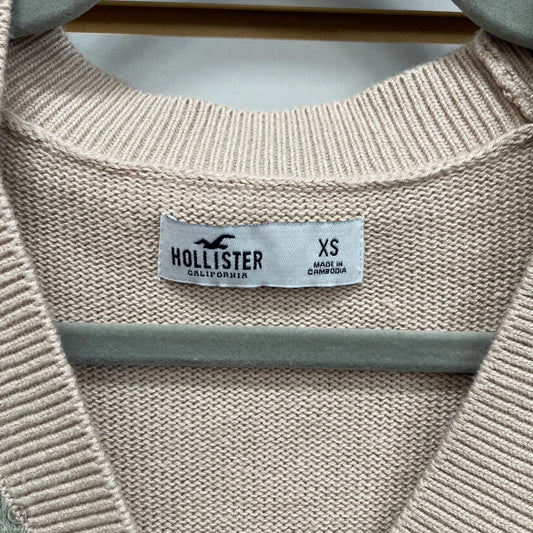 HOLLISTER
CALIFORNIA
XS
MADE IN
CAMBODIA